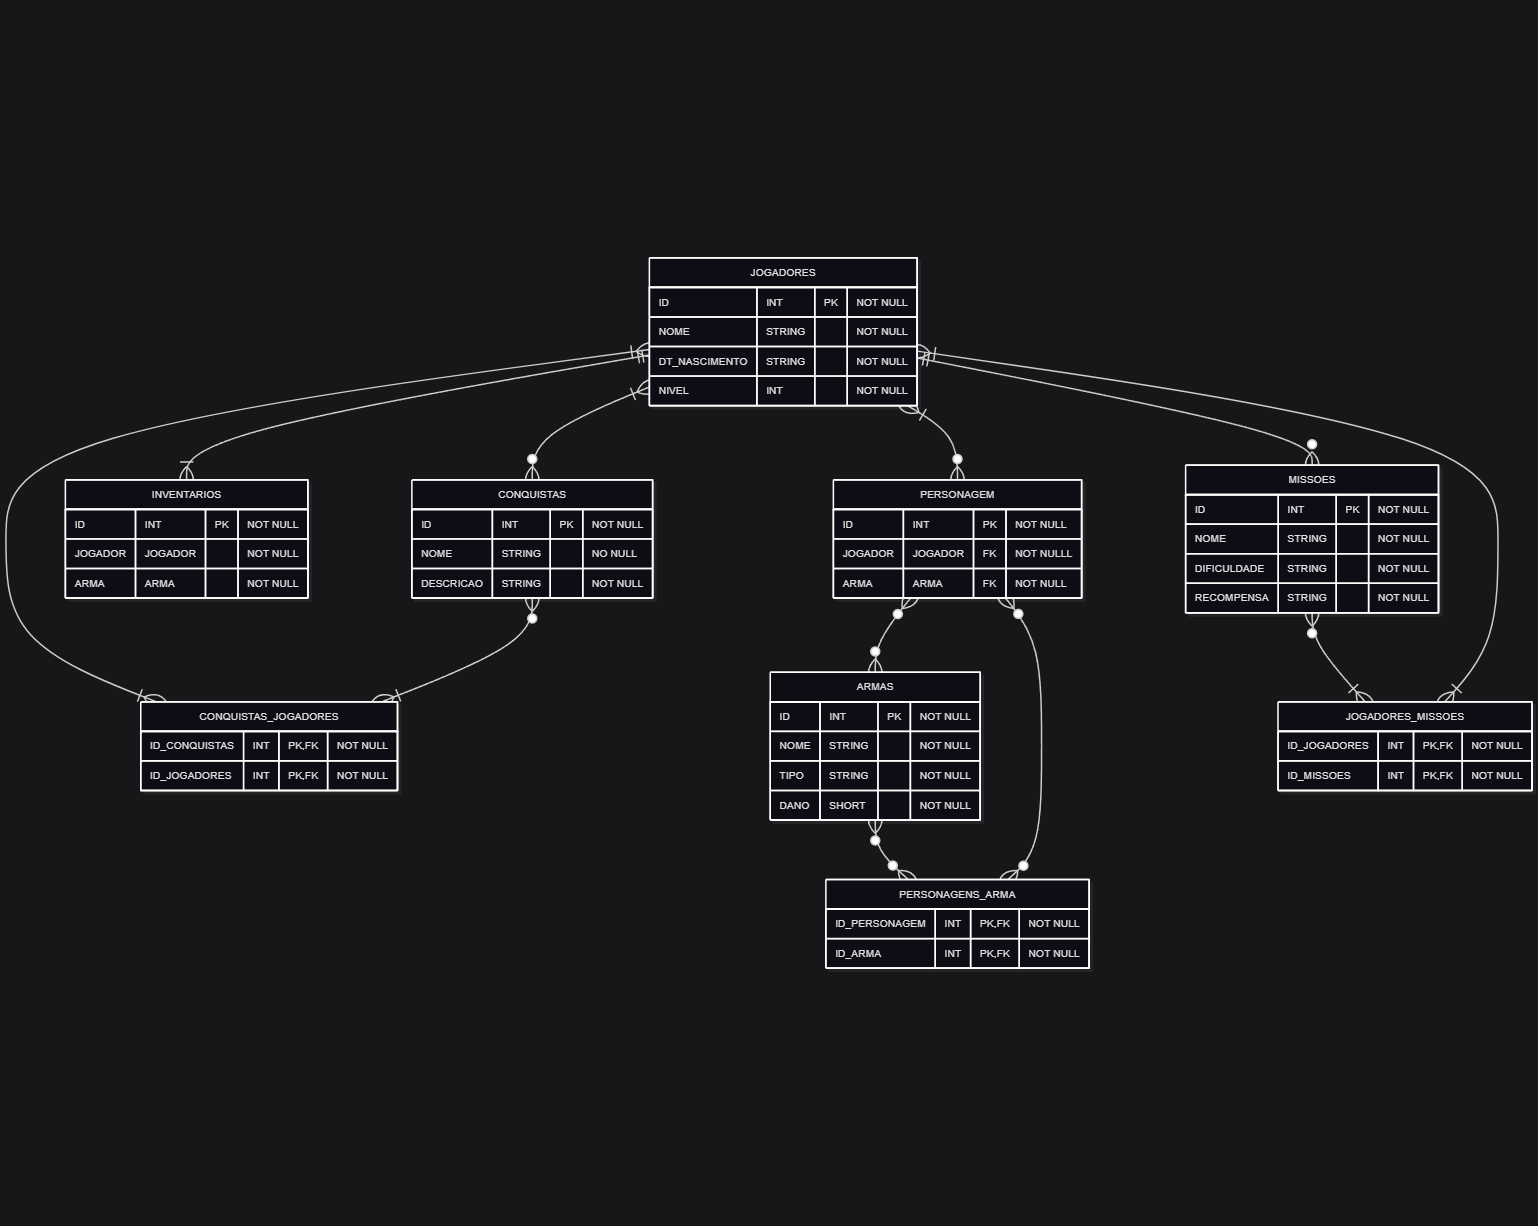 JOGADORES
ID INT PK NOT NULL
NOME STRING NOT NULL
DT_NASCIMENTO STRING NOT NULL
NIVEL INT NOT NULL
INVENTARIOS
ID INT PK NOT NULL
JOGADOR JOGADOR NOT NULL
ARMA ARMA NOT NULL
CONQUISTAS
ID INT PK NOT NULL
NOME STRING NO NULL
DESCRICAO STRING NOT NULL
PERSONAGEM
ID INT PK NOT NULL
JOGADOR JOGADOR FK NOT NULLL
ARMA ARMA FK NOT NULL
MISSOES
ID INT PK NOT NULL
NOME STRING NOT NULL
DIFICULDADE STRING NOT NULL
RECOMPENSA STRING NOT NULL
CONQUISTAS_JOGADORES
ID_CONQUISTAS INT PK,FK NOT NULL
ID_JOGADORES INT PK,FK NOT NULL
ARMAS
ID INT PK NOT NULL
NOME STRING NOT NULL
TIPO STRING NOT NULL
DANO SHORT NOT NULL
JOGADORES_MISSOES
ID_JOGADORES INT PK,FK NOT NULL
ID_MISSOES INT PK,FK NOT NULL
PERSONAGENS_ARMA
ID_PERSONAGEM INT PK,FK NOT NULL
ID_ARMA INT PK,FK NOT NULL